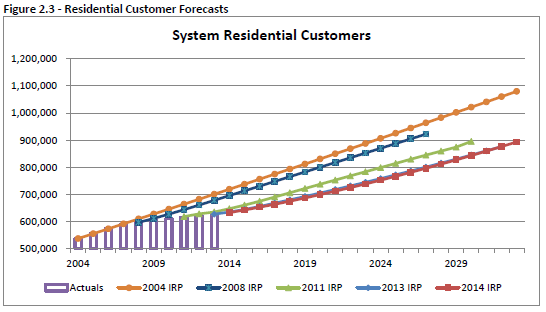 Figure 2.3 - Residential Customer Forecasts
System Residential Customers
1,200,000
1,100,000
1,000,000
900,000
800,000
700,000
600,000
500,000
2004 2009 2014 2019 2024 2029
Actuals 2004 IRP 2008 IRP 2011 IRP 2013 IRP 2014 IRP